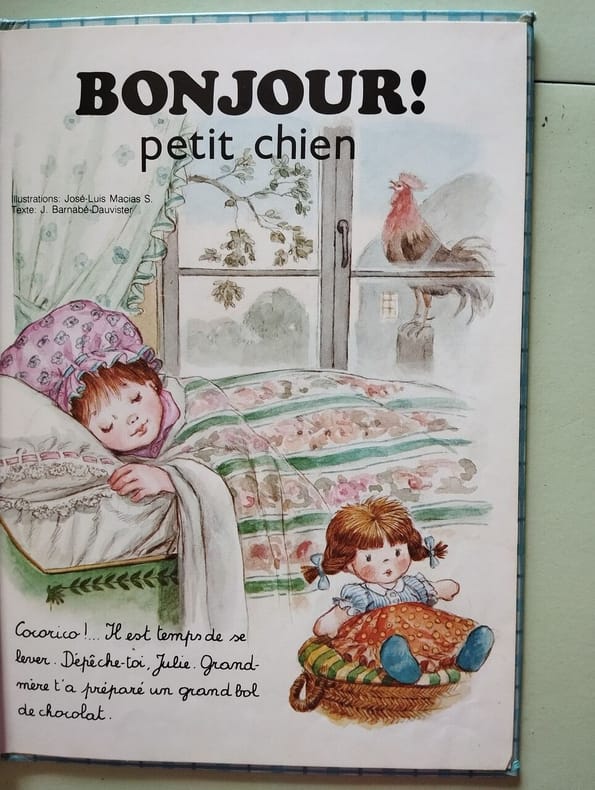 BONJOUR!
petit chien
Illustrations: José-Luis Macias S.
Texte: J. Barnabé-Dauvister
Cocorico !... Il est temps de se
lever. Dépêche-toi, Julie. Grand-
mère t'a préparé un grand bol
de chocolat.